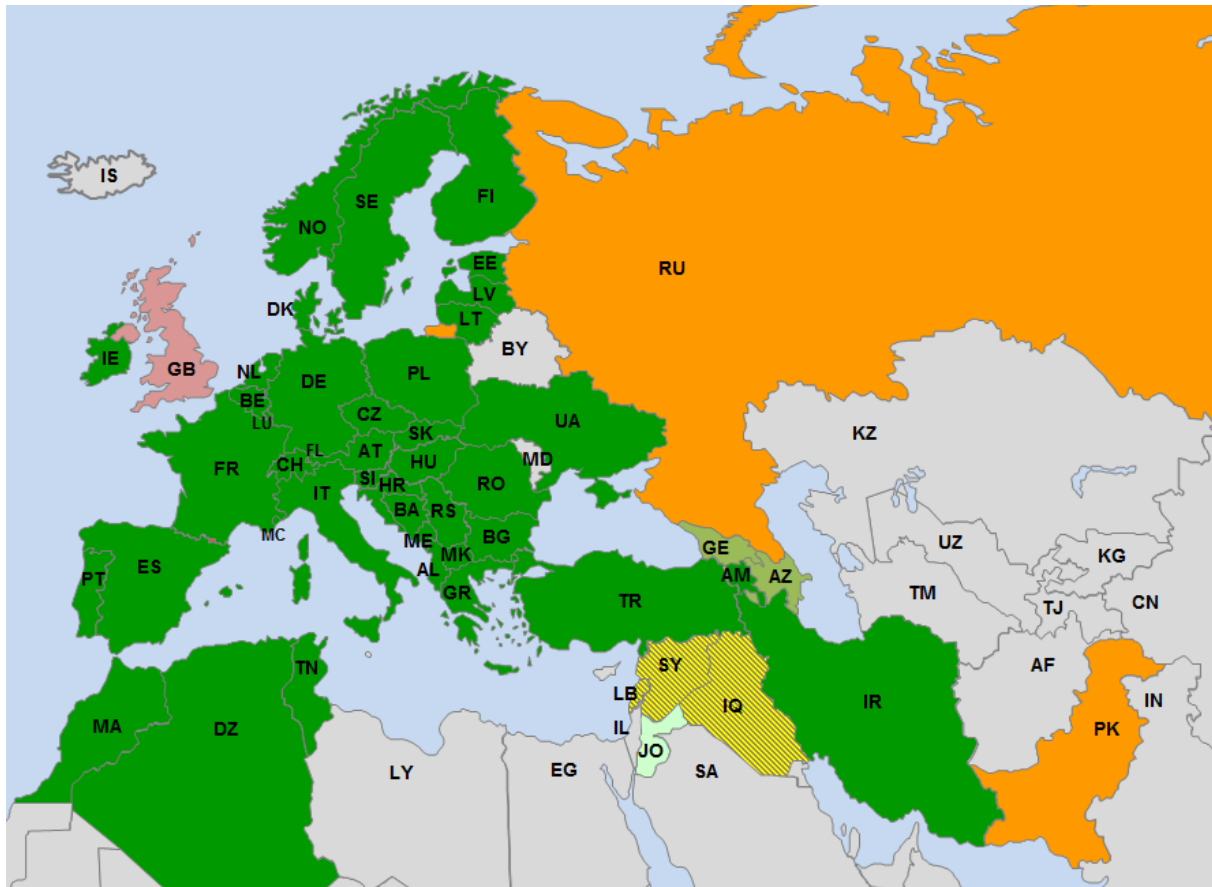 IS
SE
FI
NO
RU
EE
LV
DK
LT
BY
IE
GB
NL
DE
PL
BE
CZ
LU
UA
SK
KZ
FL
AT
MD
FR
CH
HU
SI
HR
RO
IT
BA
RS
MC
ME
BG
UZ
GE
KG
MK
AL
AM
AZ
PT
ES
GR
TR
TM
TJ
CN
TN
SY
AF
LB
MA
DZ
IL
IQ
IR
IN
JO
PK
LY
EG
SA